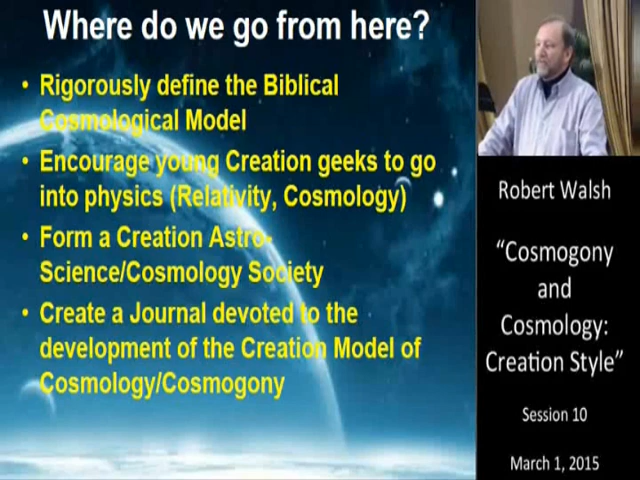 Where do we go from here?
• Rigorously define the Biblical
Cosmological Model
• Encourage young Creation geeks to go
into physics (Relativity, Cosmology)
• Form a Creation Astro-
Science/Cosmology Society
• Create a Journal devoted to the
development of the Creation Model of
Cosmology/Cosmogony
Robert Walsh
“Cosmogony
and
Cosmology:
Creation Style”
Session 10
March 1, 2015